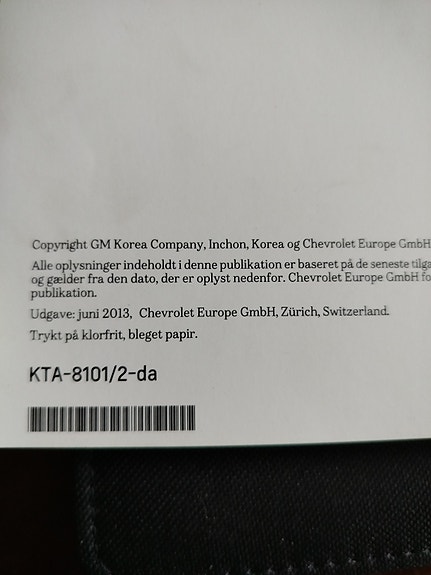 Copyright GM Korea Company, Inchon, Korea og Chevrolet Europe GmbH
Alle oplysninger indeholdt i denne publikation er baseret på de seneste
og gælder fra den dato, der er oplyst nedenfor. Chevrolet Europe GmbH
publikation.
Udgave: juni 2013, Chevrolet Europe GmbH, Zürich, Switzerland.
Trykt på klorfrit, bleget papir.
KTA-8101/2-da